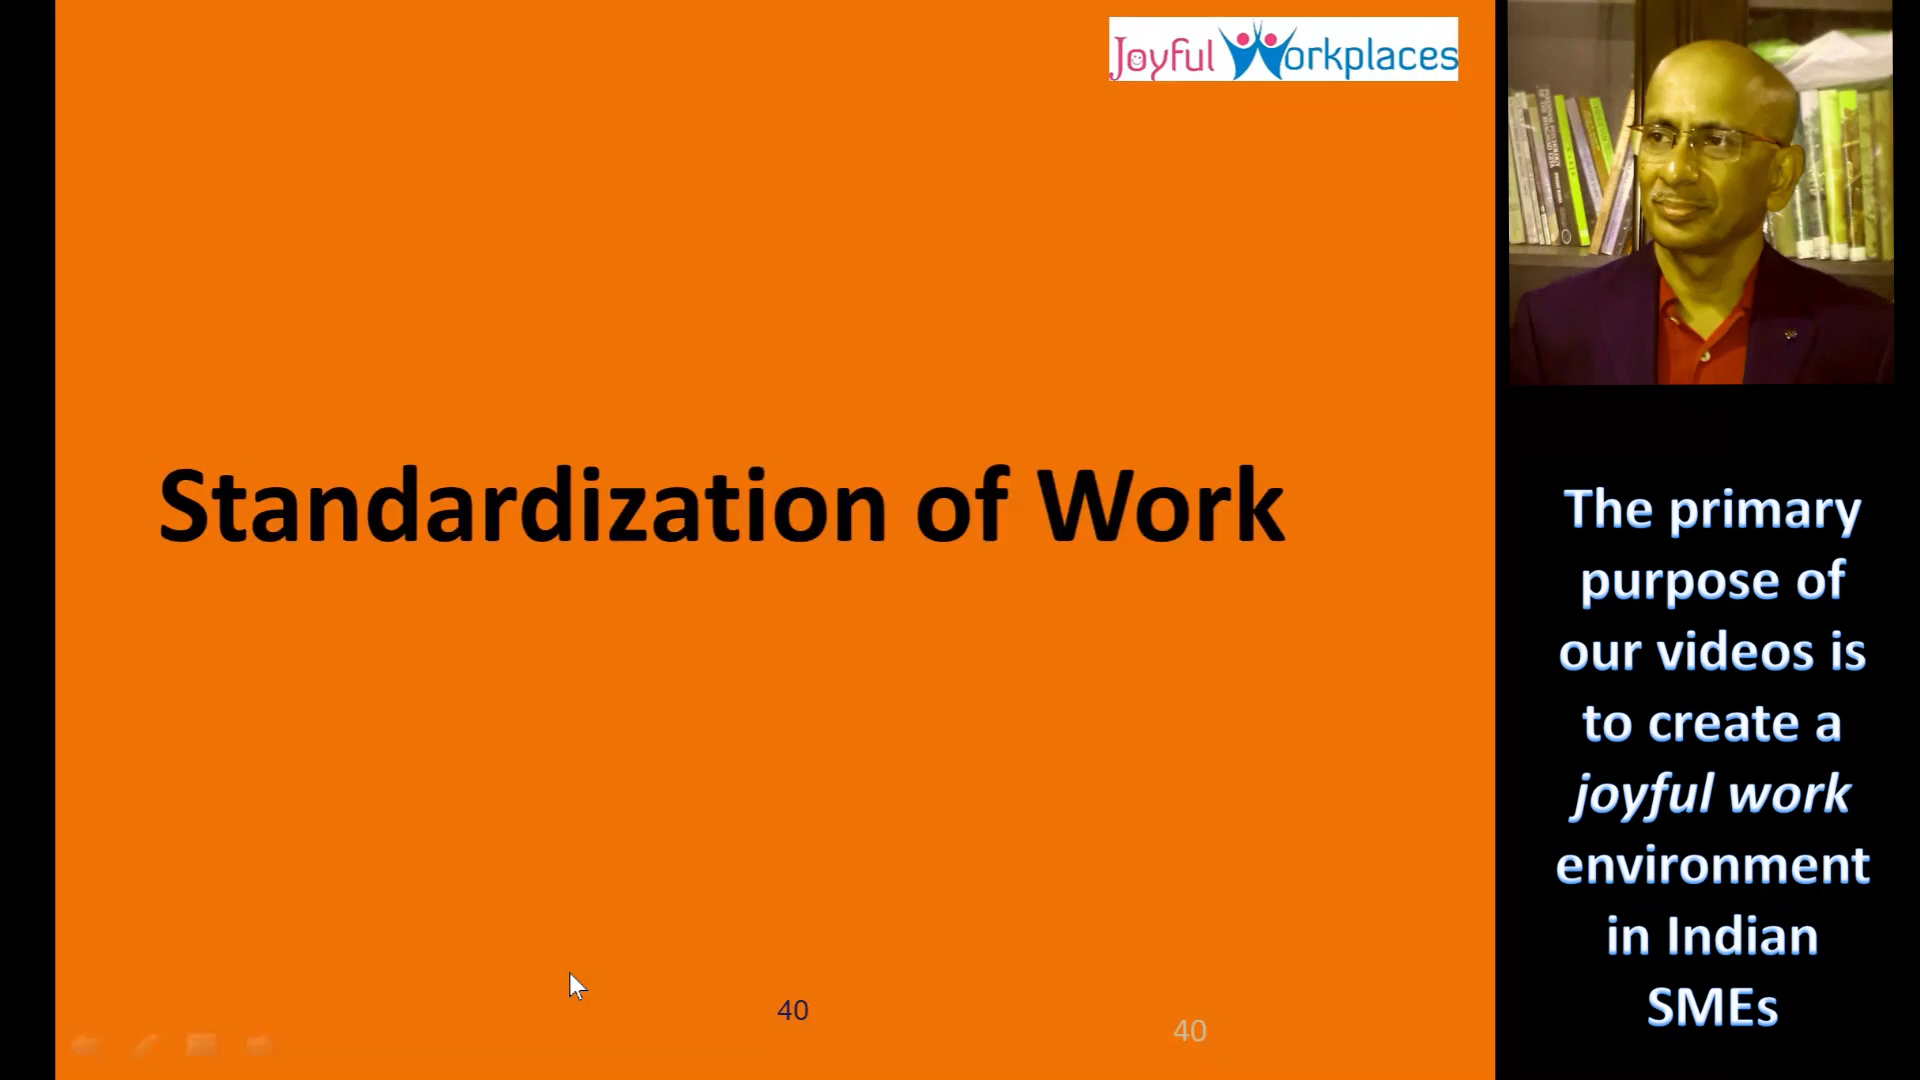 Joyful Workplaces
Standardization of Work
40
40
The primary
purpose of
our videos is
to create a
joyful work
environment
in Indian
SMEs